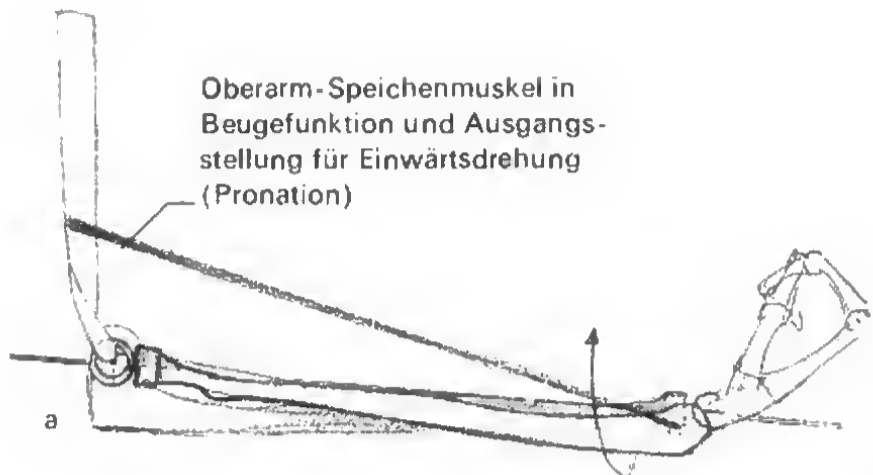 Oberarm-Speichenmuskel in
Beugefunktion und Ausgangs-
stellung für Einwärtsdrehung
(Pronation)
a